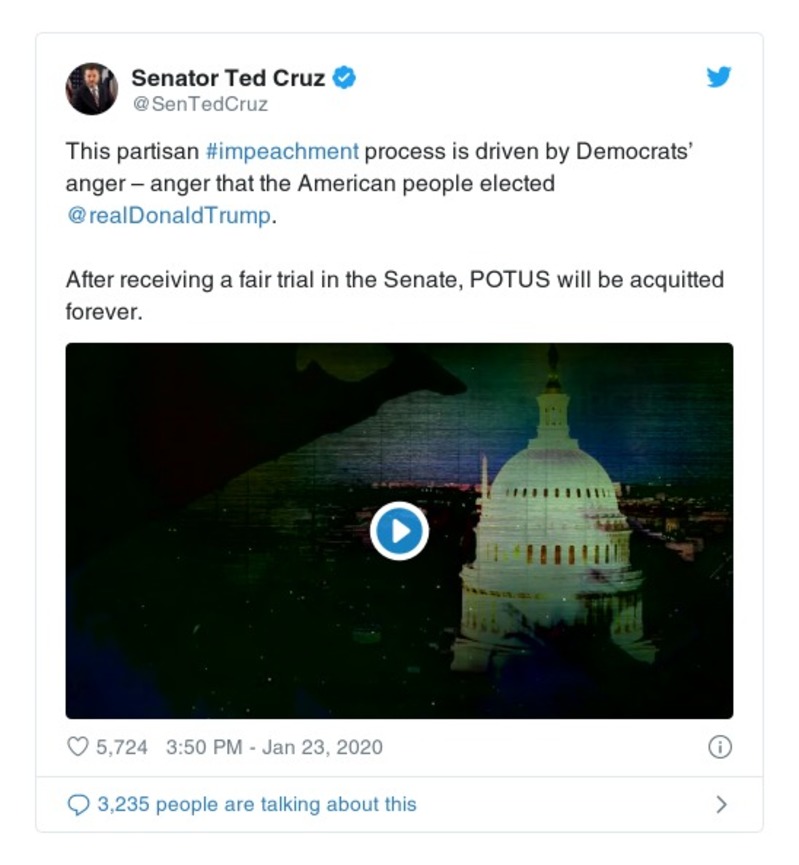 Senator Ted Cruz
@SenTedCruz
This partisan #impeachment process is driven by Democrats’
anger – anger that the American people elected
@realDonaldTrump.
After receiving a fair trial in the Senate, POTUS will be acquitted
forever.
5,724 3:50 PM - Jan 23, 2020
3,235 people are talking about this